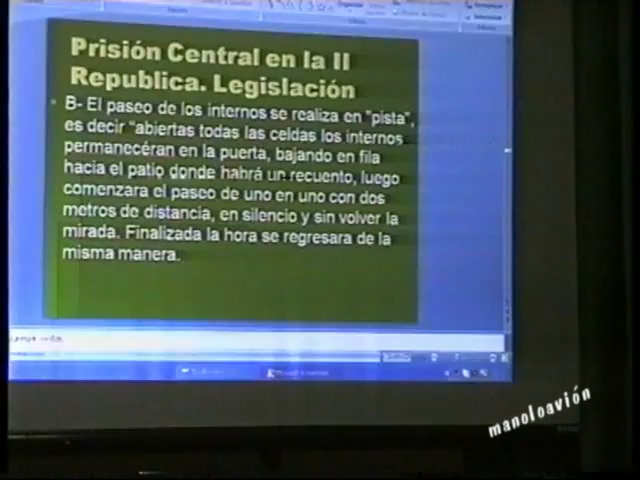 Prisión Central en la II
Republica. Legislación
B- El paseo de los internos se realiza en "pista",
es decir "abiertas todas las celdas los internos
permanecéran en la puerta, bajando en fila
hacia el patio donde habrá un recuento, luego
comenzara el paseo de uno en uno con dos
metros de distancia, en silencio y sin volver la
mirada. Finalizada la hora se regresara de la
misma manera.
manoloavión